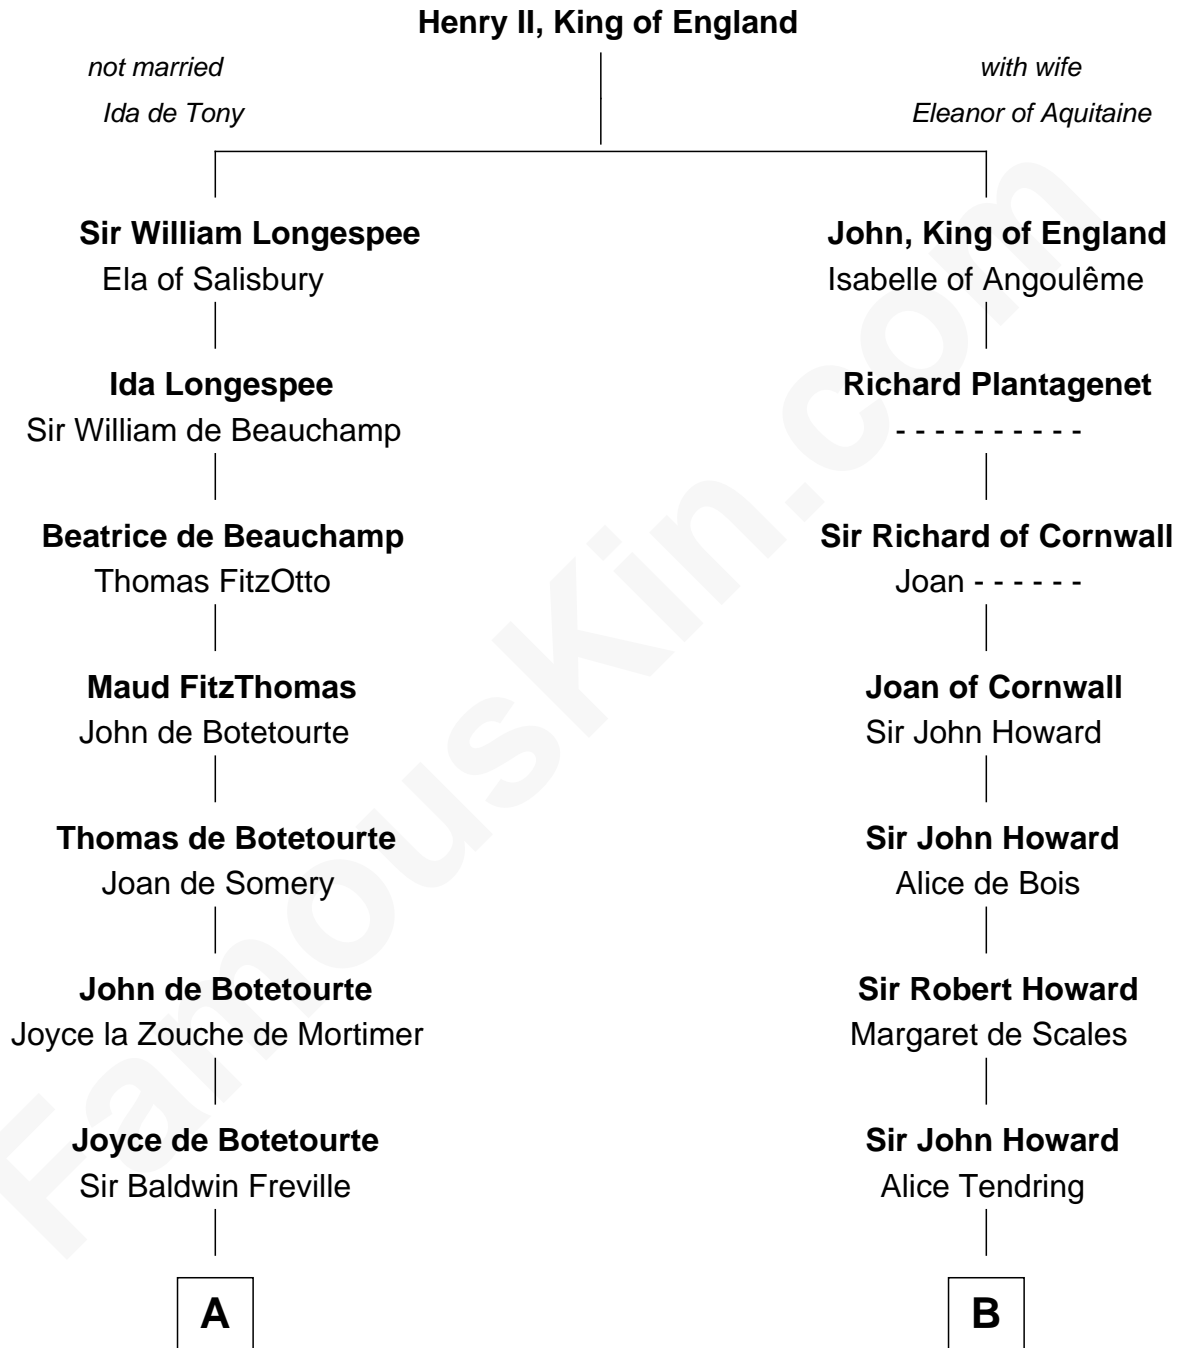 Henry II, King of England
not married
Ida de Tony
with wife
Eleanor of Aquitaine
Sir William Longespee
Ela of Salisbury
John, King of England
Isabelle of Angoulême
Ida Longespee
Sir William de Beauchamp
Richard Plantagenet
- - - - - - - - - -
Beatrice de Beauchamp
Thomas FitzOtto
Sir Richard of Cornwall
Joan - - - - - -
Maud FitzThomas
John de Botetourte
Joan of Cornwall
Sir John Howard
Thomas de Botetourte
Joan de Somery
Sir John Howard
Alice de Bois
John de Botetourte
Joyce la Zouche de Mortimer
Sir Robert Howard
Margaret de Scales
Joyce de Botetourte
Sir Baldwin Freville
Sir John Howard
Alice Tendring
A
B
FamousKin.com